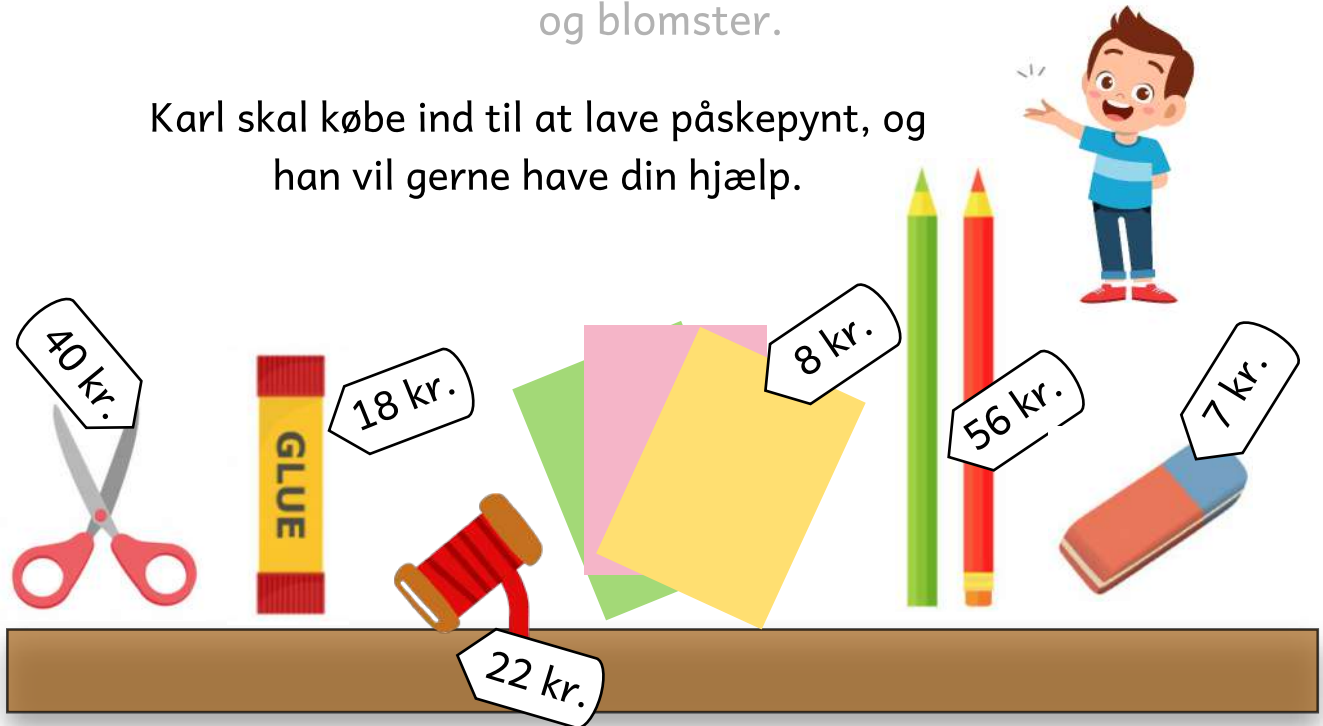 og blomster.
Karl skal købe ind til at lave påskepynt, og
han vil gerne have din hjælp.
40 kr.
18 kr.
8 kr.
56 kr.
7 kr.
GLUE
22 kr.